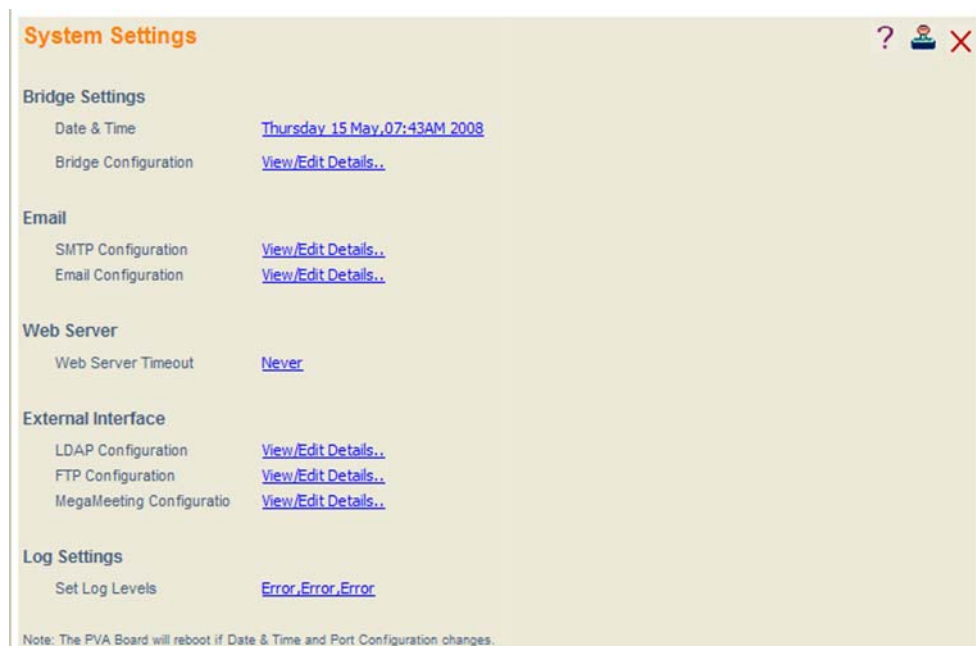 System Settings
?
Bridge Settings
Date & Time Thursday 15 May,07:43AM 2008
Bridge Configuration View/Edit Details..
Email
SMTP Configuration View/Edit Details..
Email Configuration View/Edit Details..
Web Server
Web Server Timeout Never
External Interface
LDAP Configuration View/Edit Details..
FTP Configuration View/Edit Details..
MegaMeeting Configuratio View/Edit Details..
Log Settings
Set Log Levels Error,Error,Error
Note: The PVA Board will reboot if Date & Time and Port Configuration changes.